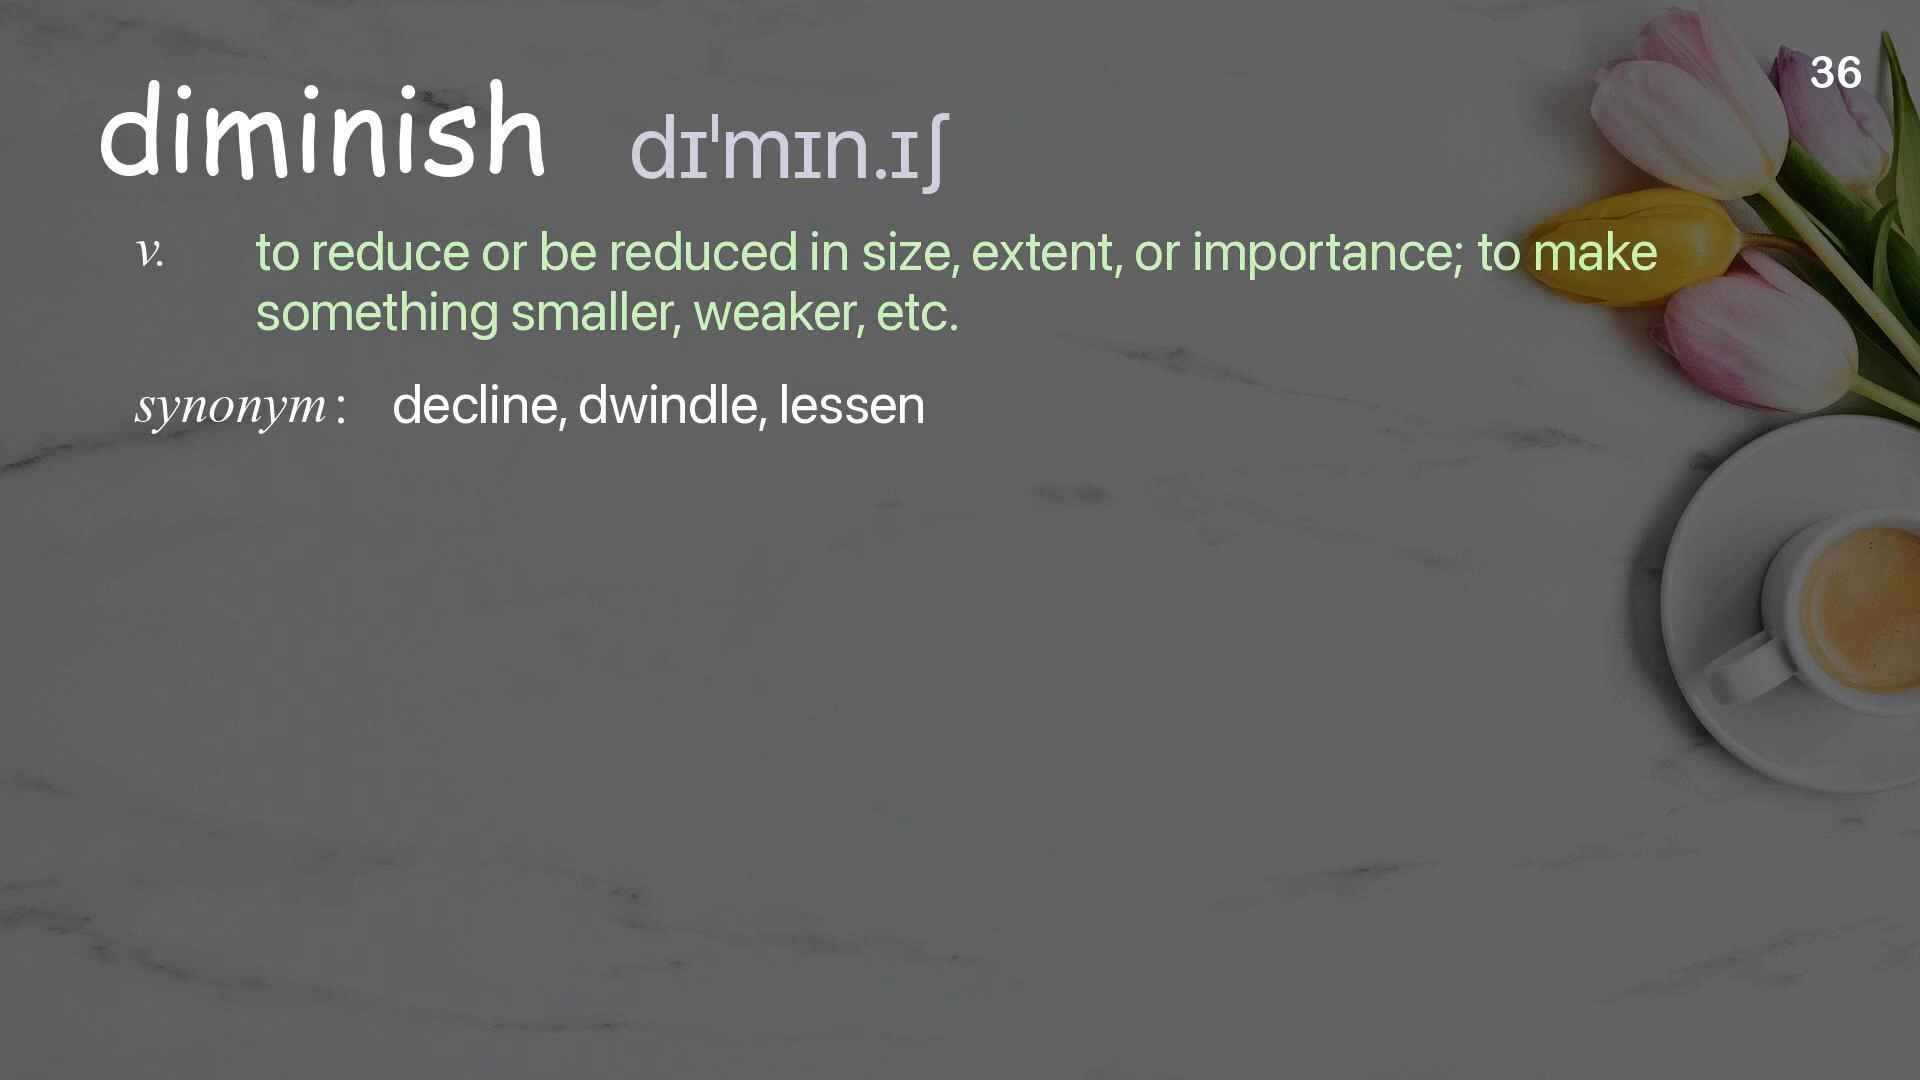 36
diminish dɪˈmɪn.ɪʃ
v. to reduce or be reduced in size, extent, or importance; to make
something smaller, weaker, etc.
synonym : decline, dwindle, lessen